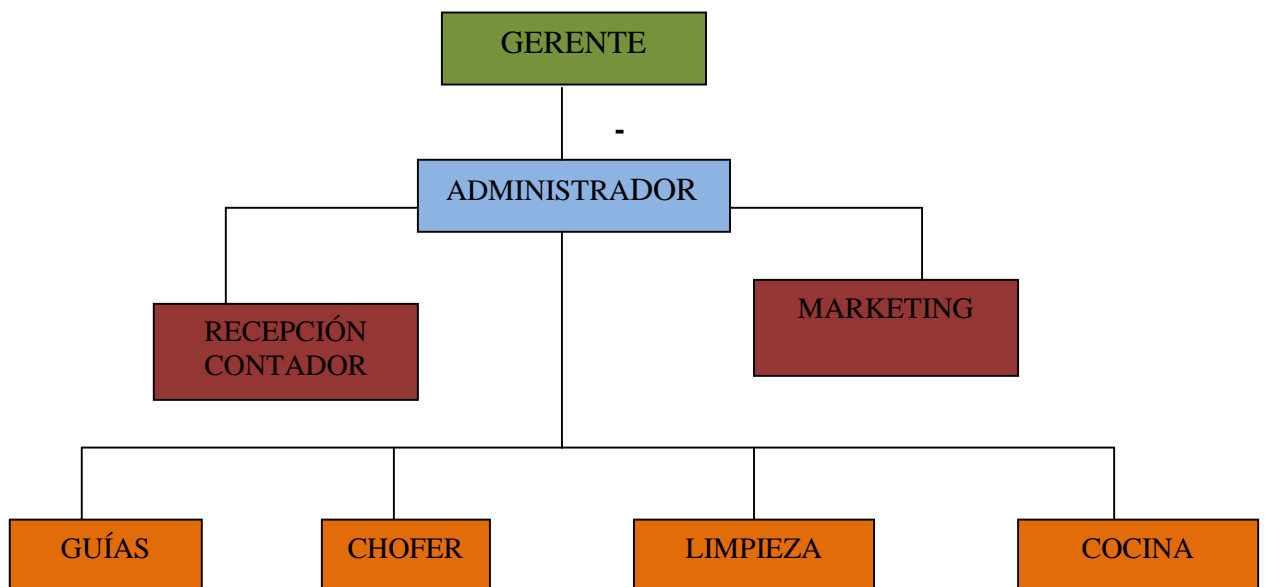 GERENTE
-
ADMINISTRADOR
MARKETING
RECEPCIÓN
CONTADOR
GUÍAS
CHOFER
LIMPIEZA
COCINA